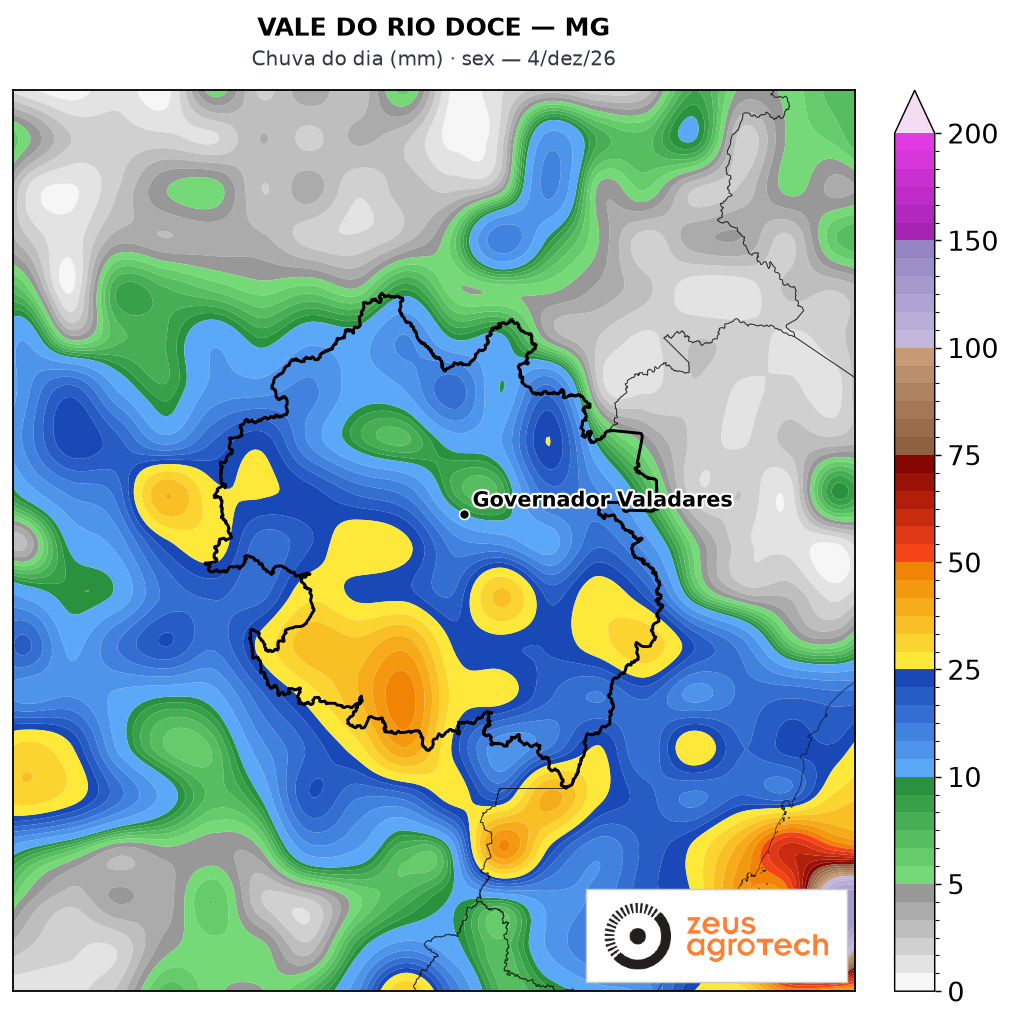 VALE DO RIO DOCE — MG
Chuva do dia (mm) · sex — 4/dez/26
200
150
100
75
50
25
10
5
0
Governador Valadares
zeus
agrotech